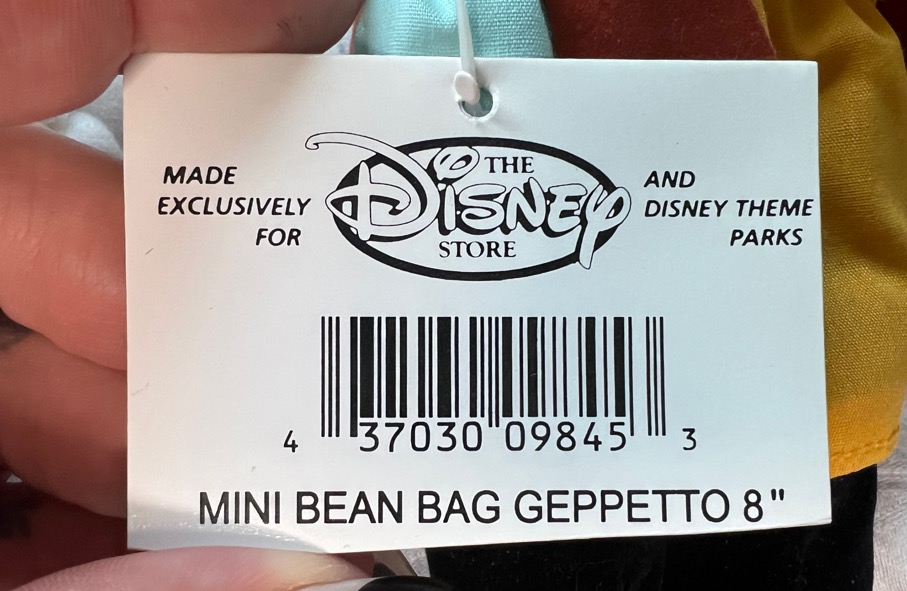 MADE
EXCLUSIVELY
FOR
THE
DISNEY
STORE
AND
DISNEY THEME
PARKS
4 37030 09845 3
MINI BEAN BAG GEPPETTO 8"